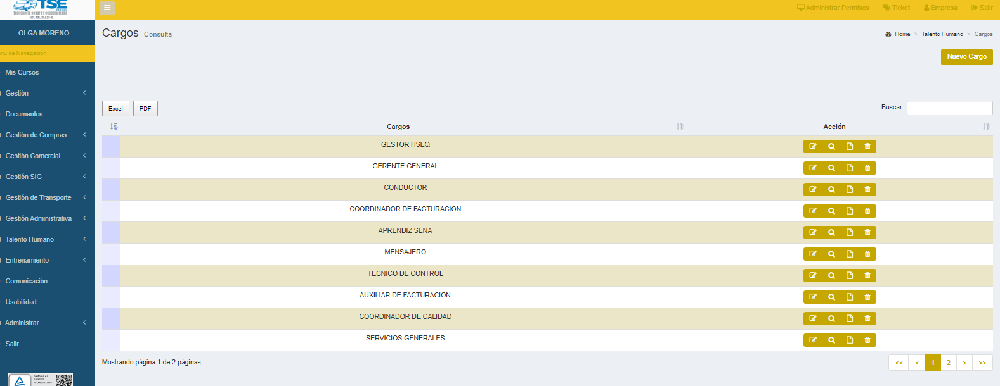 TSE
Transporte seguro y especializado
Administrar Permisos
Ticket
Empresa
Salir
OLGA MORENO
nu de Navegación
Mis Cursos
Gestión
Documentos
Gestión de Compras
Gestión Comercial
Gestión SIG
Gestión de Transporte
Gestión Administrativa
Talento Humano
Entrenamiento
Comunicación
Usabilidad
Administrar
Salir
Cargos Consulta
Home > Talento Humano > Cargos
Nuevo Cargo
Excel PDF
Buscar:
Cargos Acción
GESTOR HSEQ
GERENTE GENERAL
CONDUCTOR
COORDINADOR DE FACTURACION
APRENDIZ SENA
MENSAJERO
TECNICO DE CONTROL
AUXILIAR DE FACTURACION
COORDINADOR DE CALIDAD
SERVICIOS GENERALES
Mostrando página 1 de 2 páginas.
<< < 1 2 > >>